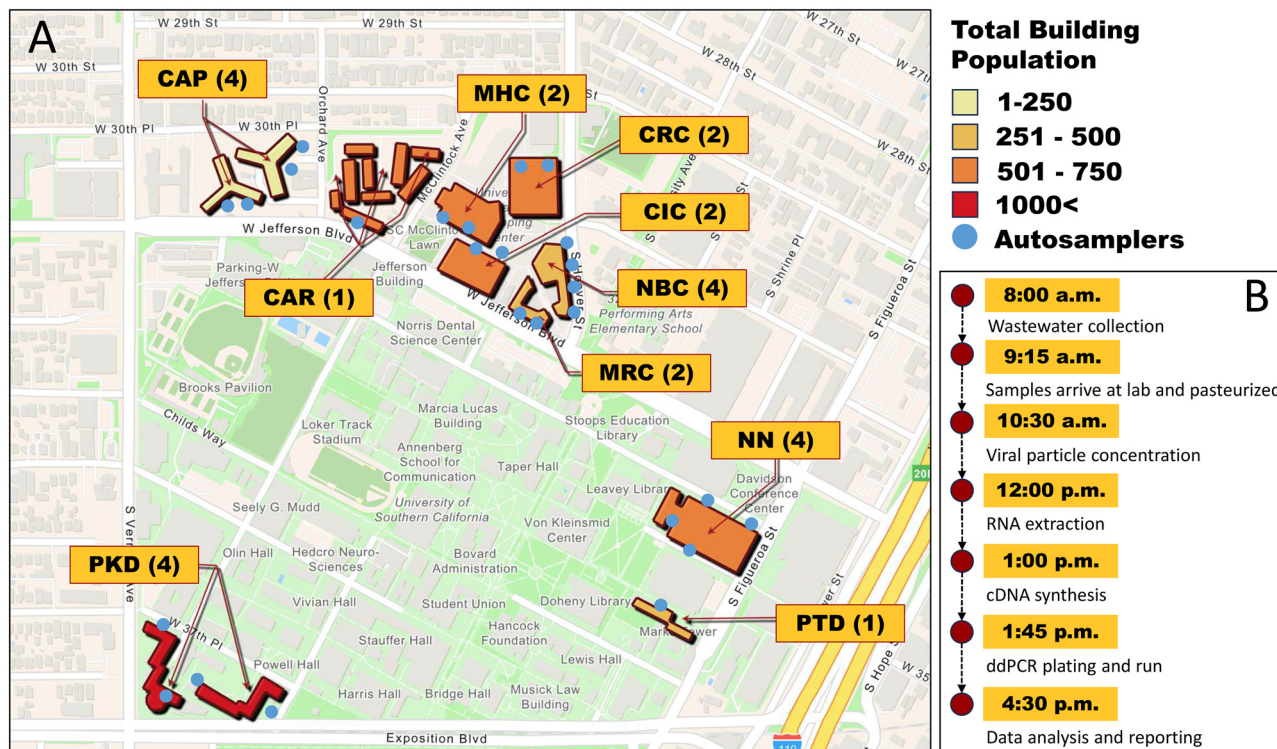 A
W 29th St
W 29th St
W 27th St
W 30th St
W 28th St
CAP (4)
MHC (2)
Orchard Ave
W 30th Pl
W 30th Pl
McClintock Ave
CRC (2)
W 28th St
CIC (2)
W Jefferson Blvd
SC McClintock
Lawn
Parking-W
Jefferson
Building
S Shrine Pl
CAR (1)
NBC (4)
S Hoover St
Performing Arts
Elementary School
W Jefferson Blvd
S Figueroa St
Norris Dental
Science Center
MRC (2)
Brooks Pavilion
Childs Way
Marcia Lucas
Building
Stoops Education
Library
Loker Track
Stadium
Annenberg
School for
Communication
Taper Hall
NN (4)
Leavey Library
Davidson
Conference
Center
University of
Southern California
Seely G. Mudd
Von Kleinsmid
Center
Olin Hall
Hedcro Neuro-
Sciences
Bovard
Administration
S Figueroa St
PKD (4)
Vivian Hall
Student Union
Doheny Library
PTD (1)
W 37th Pl
Stauffer Hall
Hancock
Foundation
Lewis Hall
Powell Hall
Harris Hall
Bridge Hall
Musick Law
Building
S Hope
W 35
Exposition Blvd
110
Total Building
Population
1-250
251 - 500
501 - 750
1000<
Autosamplers
B
8:00 a.m.
Wastewater collection
9:15 a.m.
Samples arrive at lab and pasteurized
10:30 a.m.
Viral particle concentration
12:00 p.m.
RNA extraction
1:00 p.m.
cDNA synthesis
1:45 p.m.
ddPCR plating and run
4:30 p.m.
Data analysis and reporting